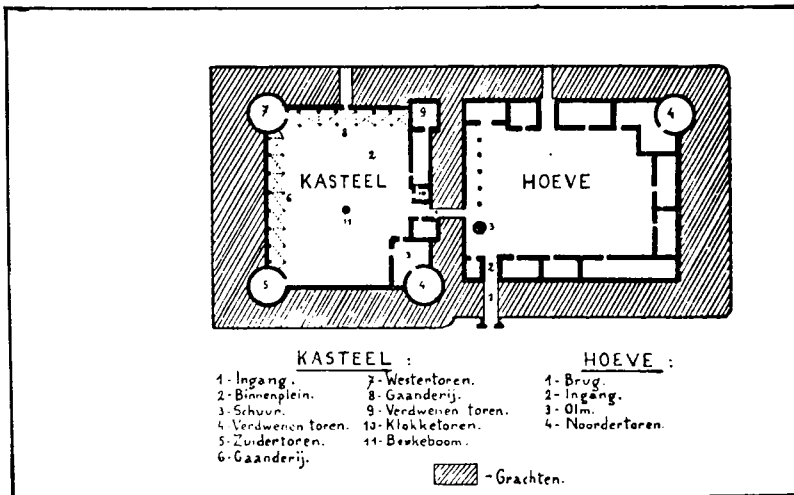 7
9
4
8
2
KASTEEL
HOEVE
6
11
3
3
2
5
4
1
KASTEEL :
1- Ingang.
2- Binnenplein.
3- Schuur.
4- Verdwenen toren.
5- Zuidertoren.
6- Gaanderij.
7- Westertoren.
8- Gaanderij.
9- Verdwenen toren.
10- Klokketoren.
11- Beukeboom.
HOEVE :
1- Brug.
2- Ingang.
3- Olm.
4- Noordertoren.
- Grachten.